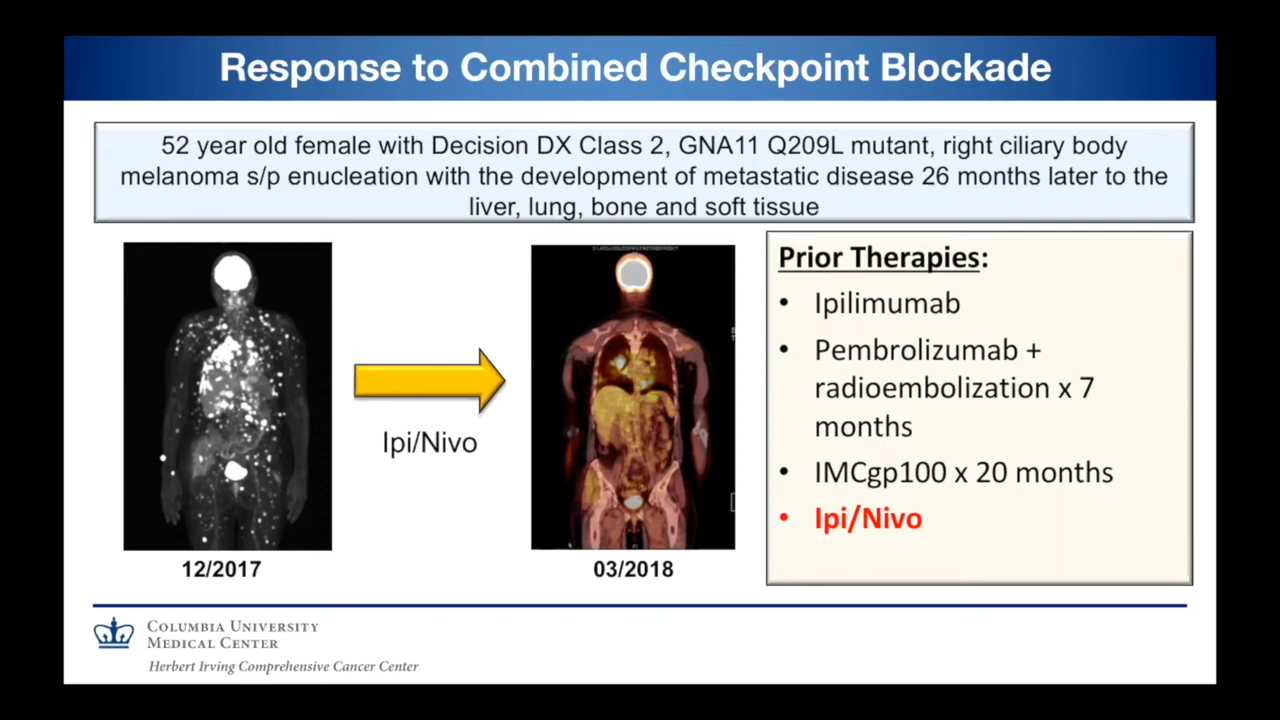 Response to Combined Checkpoint Blockade
52 year old female with Decision DX Class 2, GNA11 Q209L mutant, right ciliary body
melanoma s/p enucleation with the development of metastatic disease 26 months later to the
liver, lung, bone and soft tissue
Ipi/Nivo
12/2017
03/2018
Prior Therapies:
• Ipilimumab
• Pembrolizumab +
radioembolization x 7
months
• IMCgp100 x 20 months
• Ipi/Nivo
COLUMBIA UNIVERSITY
MEDICAL CENTER
Herbert Irving Comprehensive Cancer Center